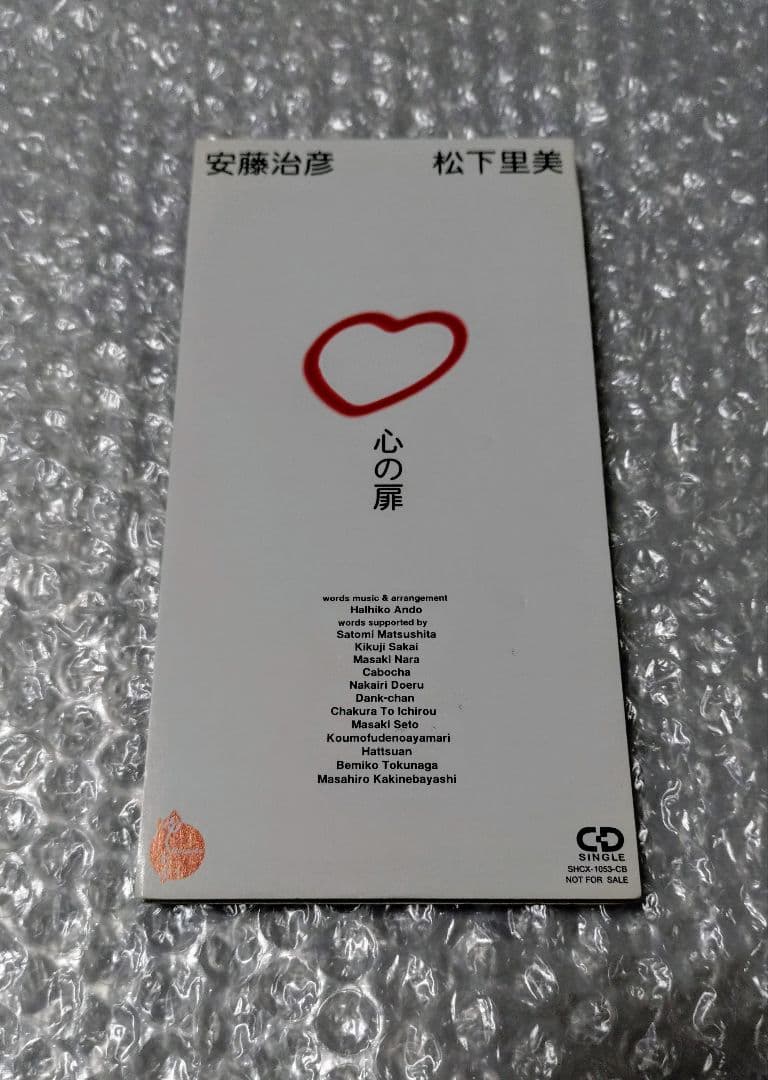 安藤治彦 松下里美
心の扉
words music & arrangement
Halhiko Ando
words supported by
Satomi Matsushita
Kikuji Sakai
Masaki Nara
Cabocha
Nakairi Doeru
Dank-chan
Chakura To Ichirou
Masaki Seto
Koumofudenoayamari
Hattsuan
Bemiko Tokunaga
Masahiro Kakinebayashi
CD
SINGLE
SHCX-1053-CB
NOT FOR SALE